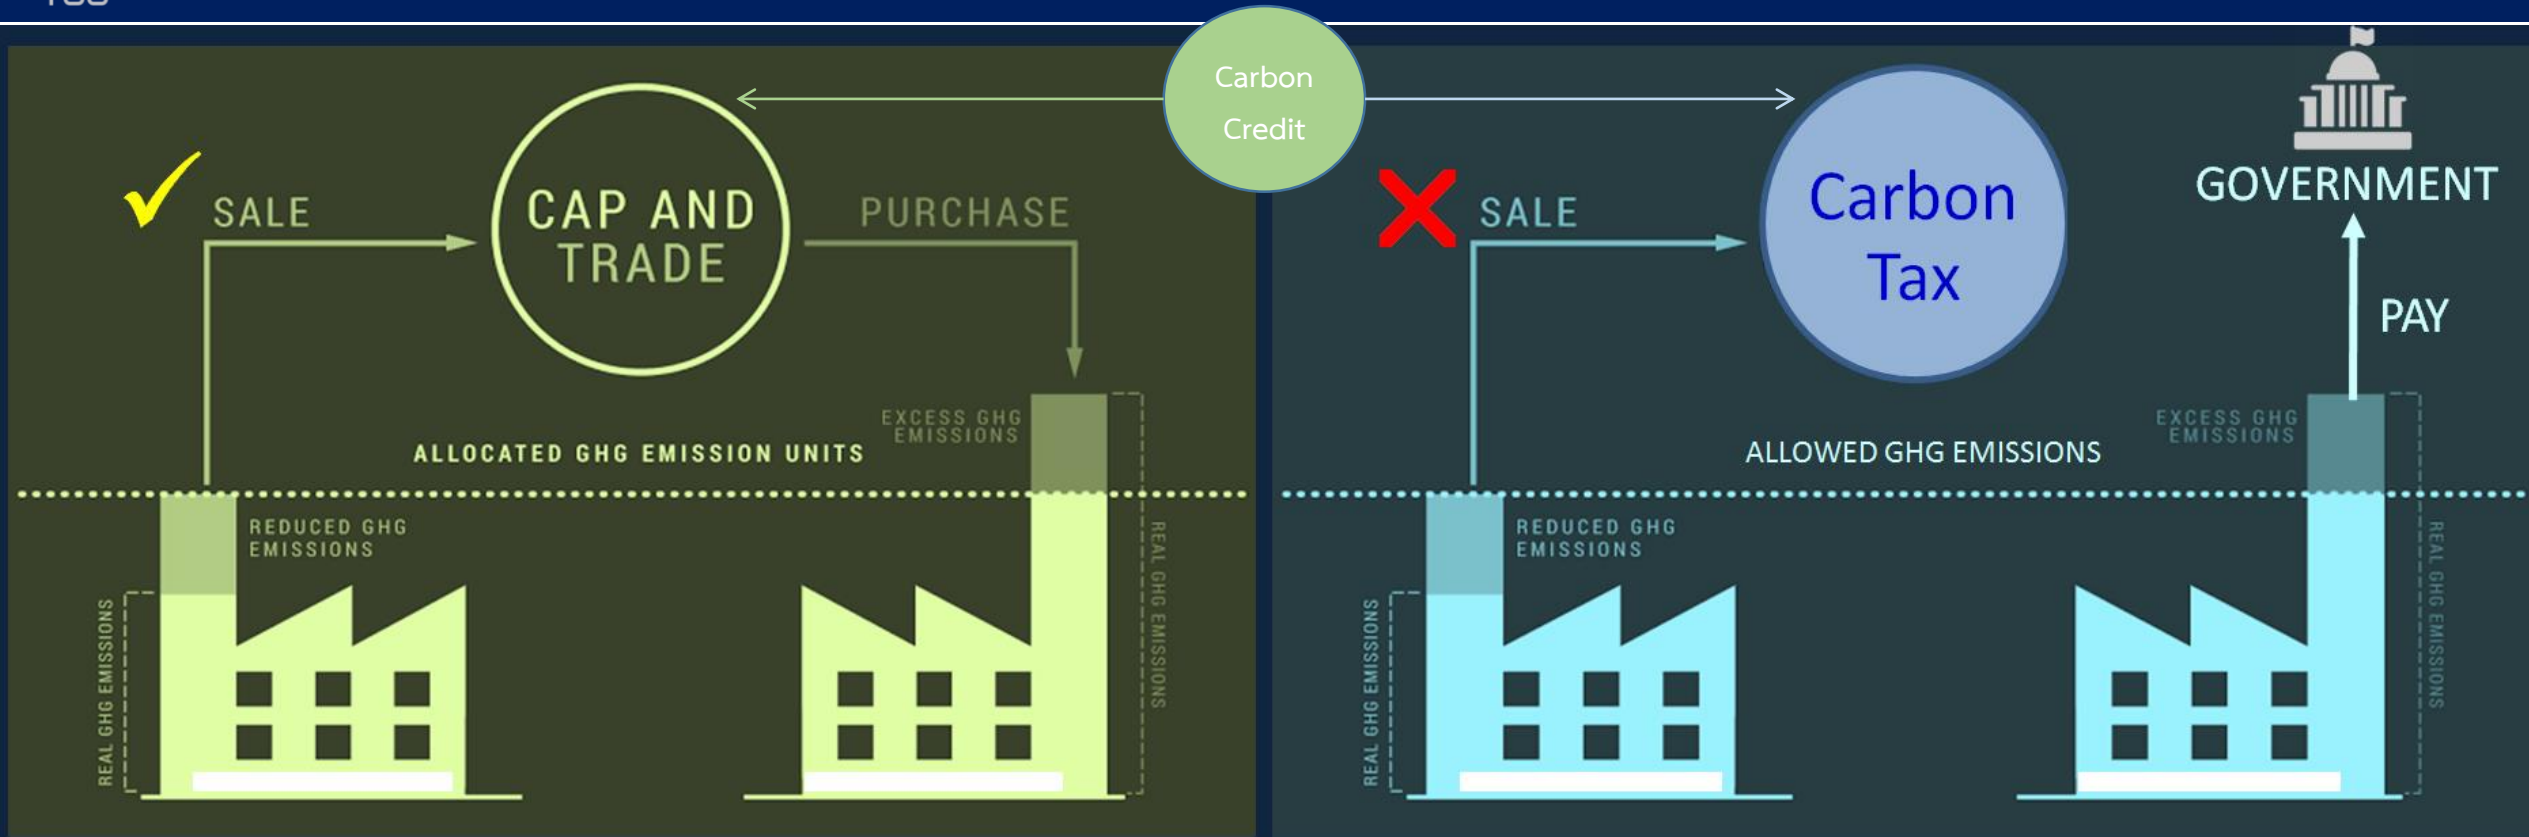 Carbon
Credit
SALE
CAP AND
TRADE
PURCHASE
EXCESS GHG
EMISSIONS
ALLOCATED GHG EMISSION UNITS
REDUCED GHG
EMISSIONS
REAL GHG EMISSIONS
REAL GHG EMISSIONS
SALE
Carbon
Tax
GOVERNMENT
PAY
EXCESS GHG
EMISSIONS
ALLOWED GHG EMISSIONS
REDUCED GHG
EMISSIONS
REAL GHG EMISSIONS
REAL GHG EMISSIONS